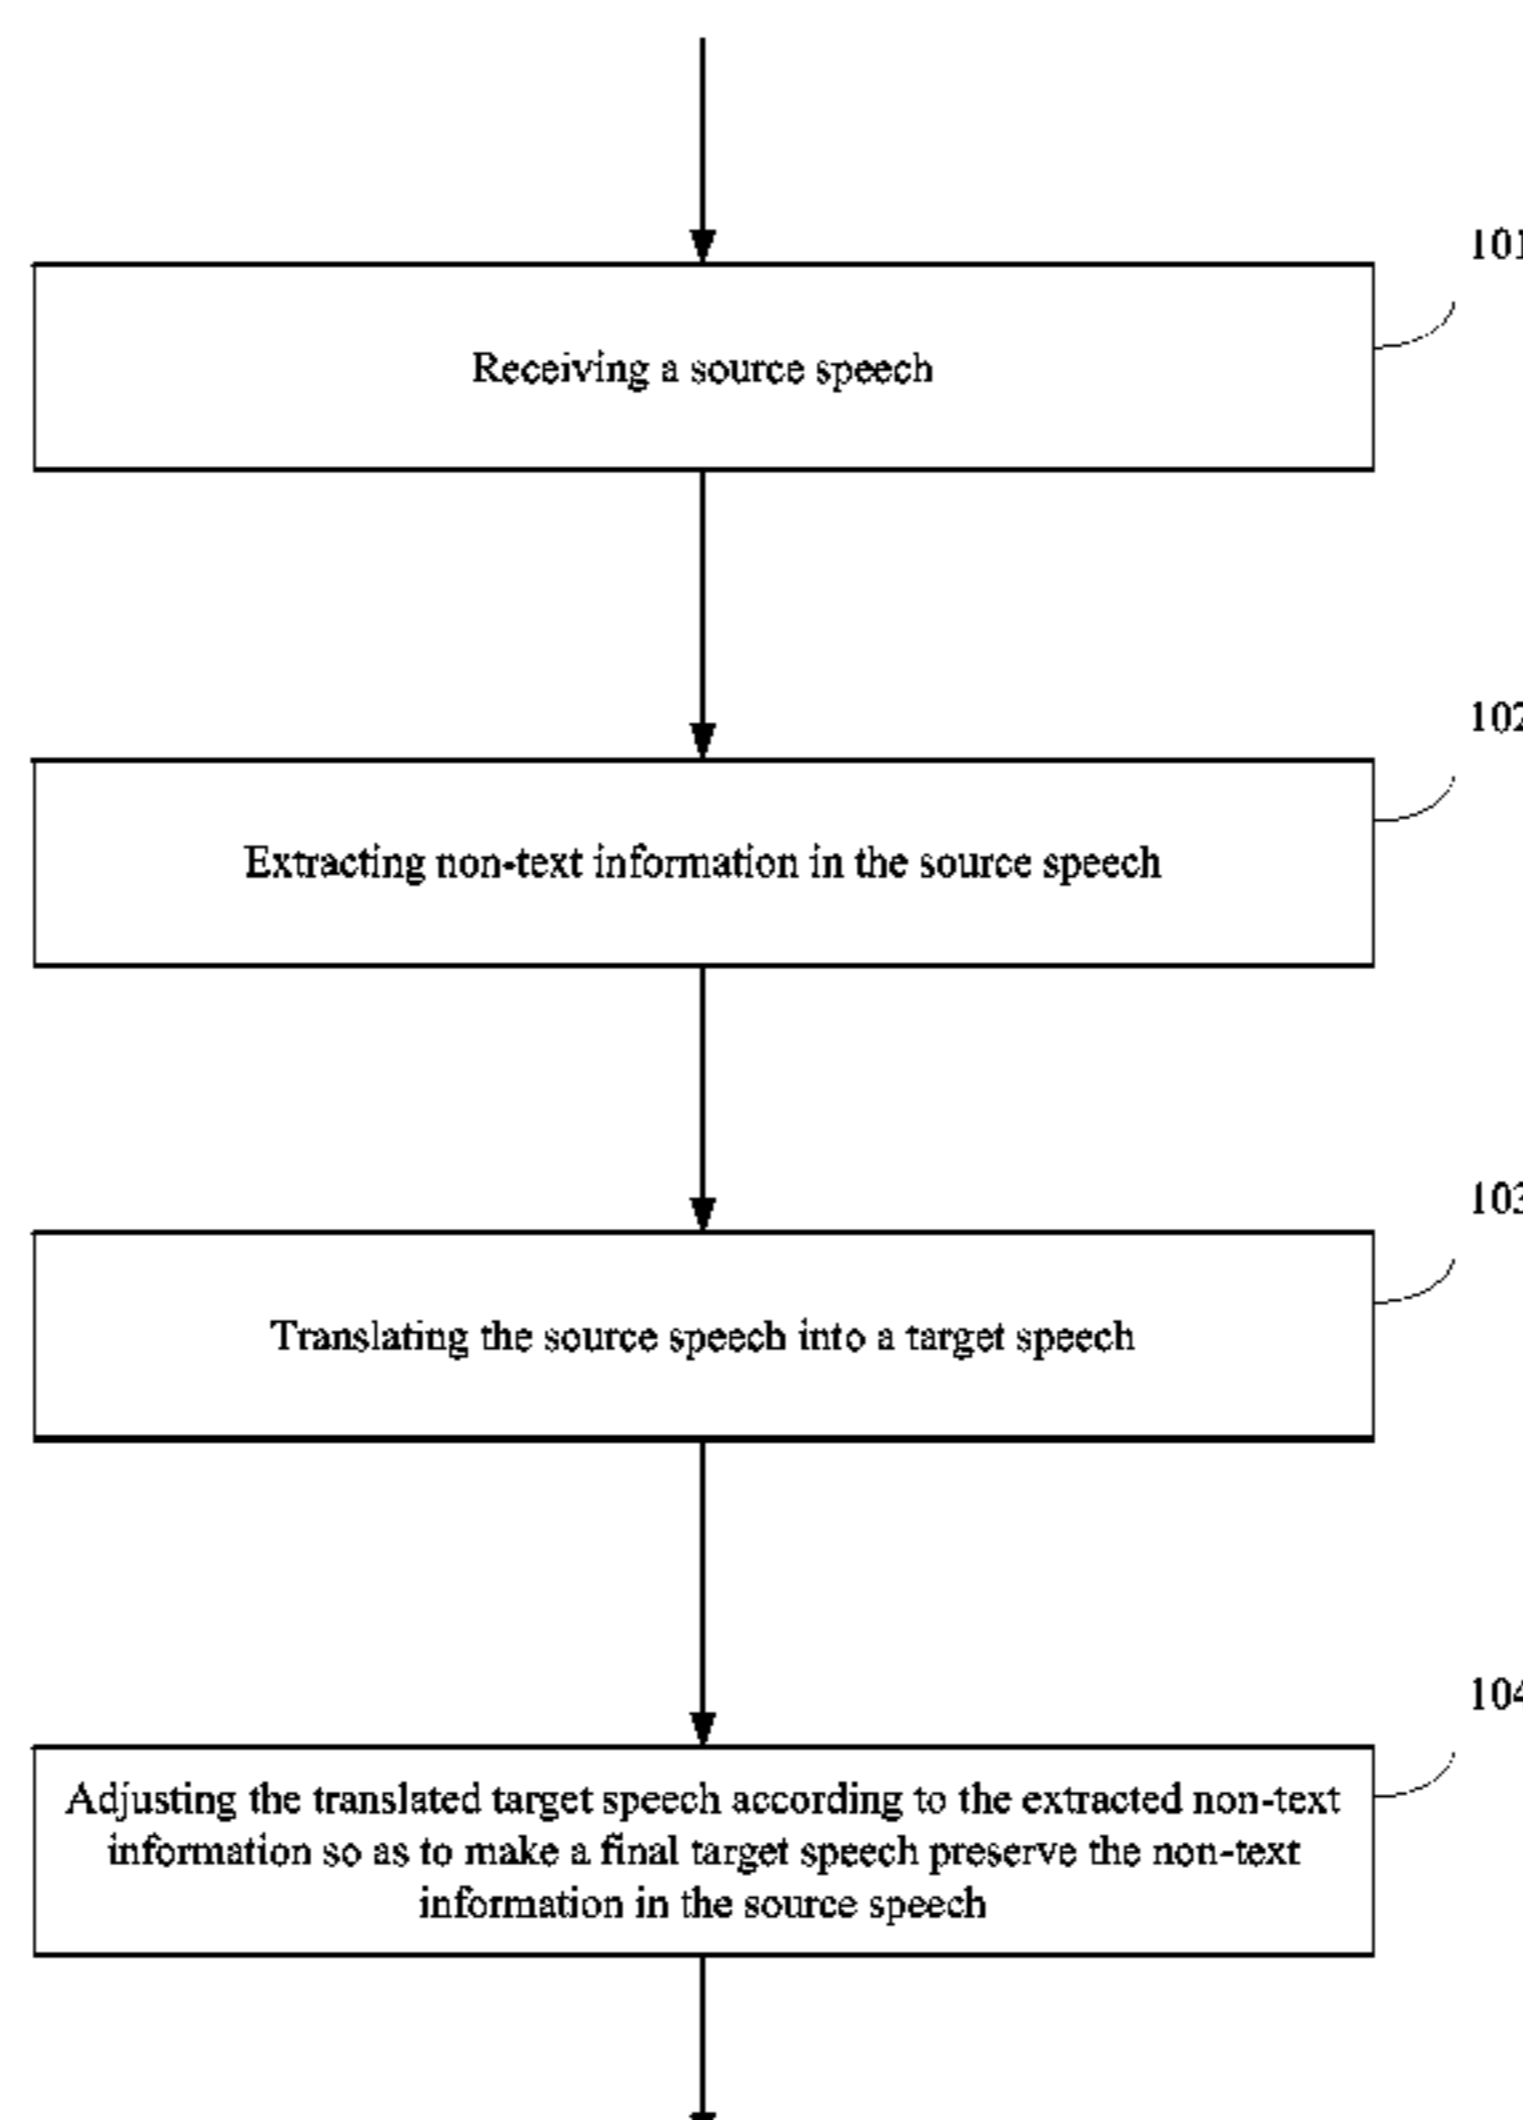 101
Receiving a source speech
102
Extracting non-text information in the source speech
103
Translating the source speech into a target speech
104
Adjusting the translated target speech according to the extracted non-text
information so as to make a final target speech preserve the non-text
information in the source speech